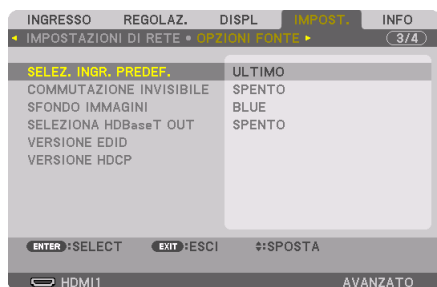 INGRESSO REGOLAZ. DISPL IMPOST. INFO
IMPOSTAZIONI DI RETE • OPZIONI FONTE 3/4
SELEZ. INGR. PREDEF. ULTIMO
COMMUTAZIONE INVISIBILE SPENTO
SFONDO IMMAGINI BLUE
SELEZIONA HDBaseT OUT SPENTO
VERSIONE EDID
VERSIONE HDCP
ENTER :SELECT EXIT :ESCI :SPOSTA
HDMI1 AVANZATO